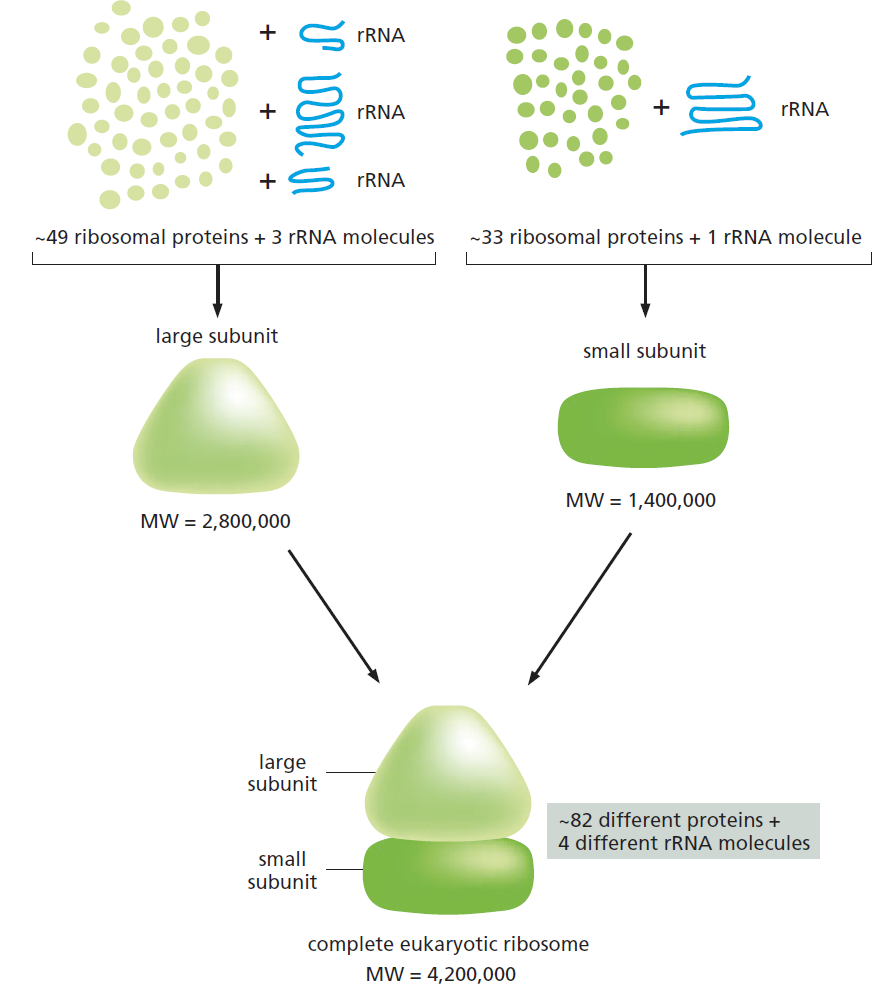 + rRNA
+ rRNA
+ rRNA
~49 ribosomal proteins + 3 rRNA molecules
large subunit
MW = 2,800,000
+ rRNA
~33 ribosomal proteins + 1 rRNA molecule
small subunit
MW = 1,400,000
large
subunit
small
subunit
~82 different proteins +
4 different rRNA molecules
complete eukaryotic ribosome
MW = 4,200,000